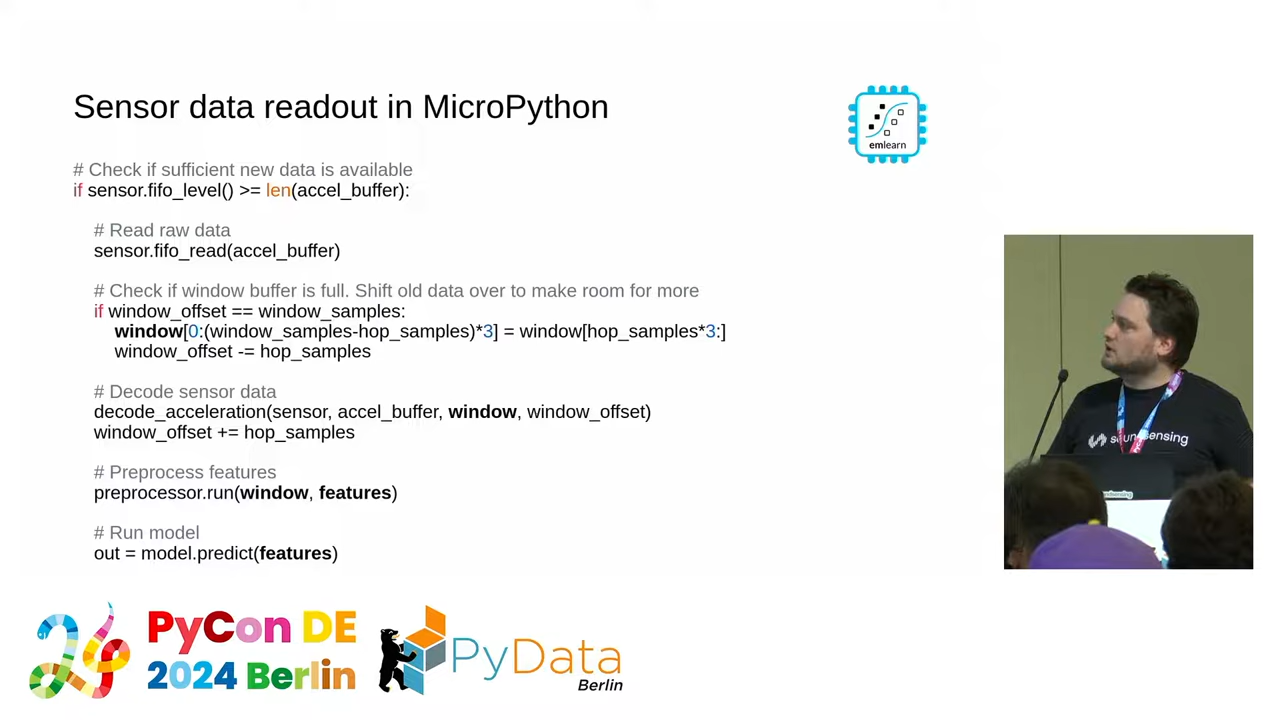 Sensor data readout in MicroPython
emlearn
# Check if sufficient new data is available
if sensor.fifo_level() >= len(accel_buffer):
# Read raw data
sensor.fifo_read(accel_buffer)
# Check if window buffer is full. Shift old data over to make room for more
if window_offset == window_samples:
window[0:(window_samples-hop_samples)*3] = window[hop_samples*3:]
window_offset -= hop_samples
# Decode sensor data
decode_acceleration(sensor, accel_buffer, window, window_offset)
window_offset += hop_samples
# Preprocess features
preprocessor.run(window, features)
# Run model
out = model.predict(features)
soundsensing
PyCon DE
2024 Berlin
PyData
Berlin